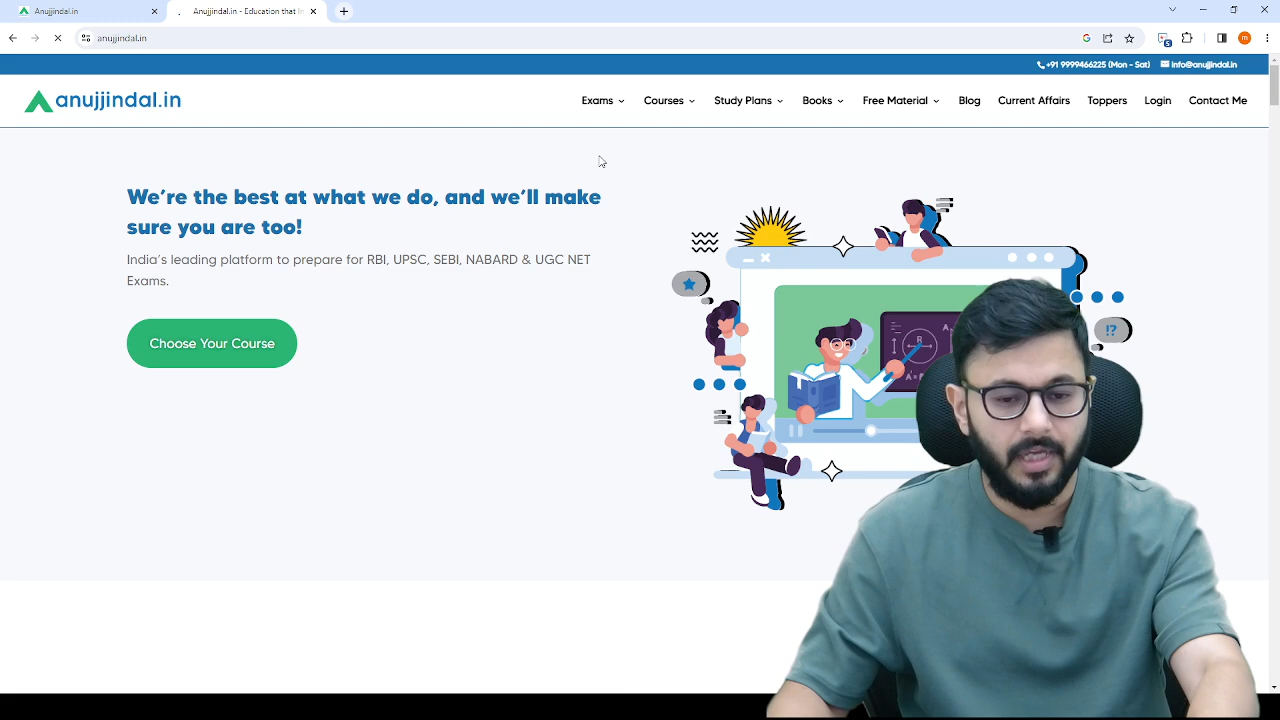 Anujjindal.in
Anujjindal.in - Education that In
anujjindal.in
+91 9999466225 (Mon - Sat)
info@anujjindal.in
anujjindal.in
Exams
Courses
Study Plans
Books
Free Material
Blog
Current Affairs
Toppers
Login
Contact Me
We're the best at what we do, and we'll make
sure you are too!
India's leading platform to prepare for RBI, UPSC, SEBI, NABARD & UGC NET
Exams.
Choose Your Course
!?